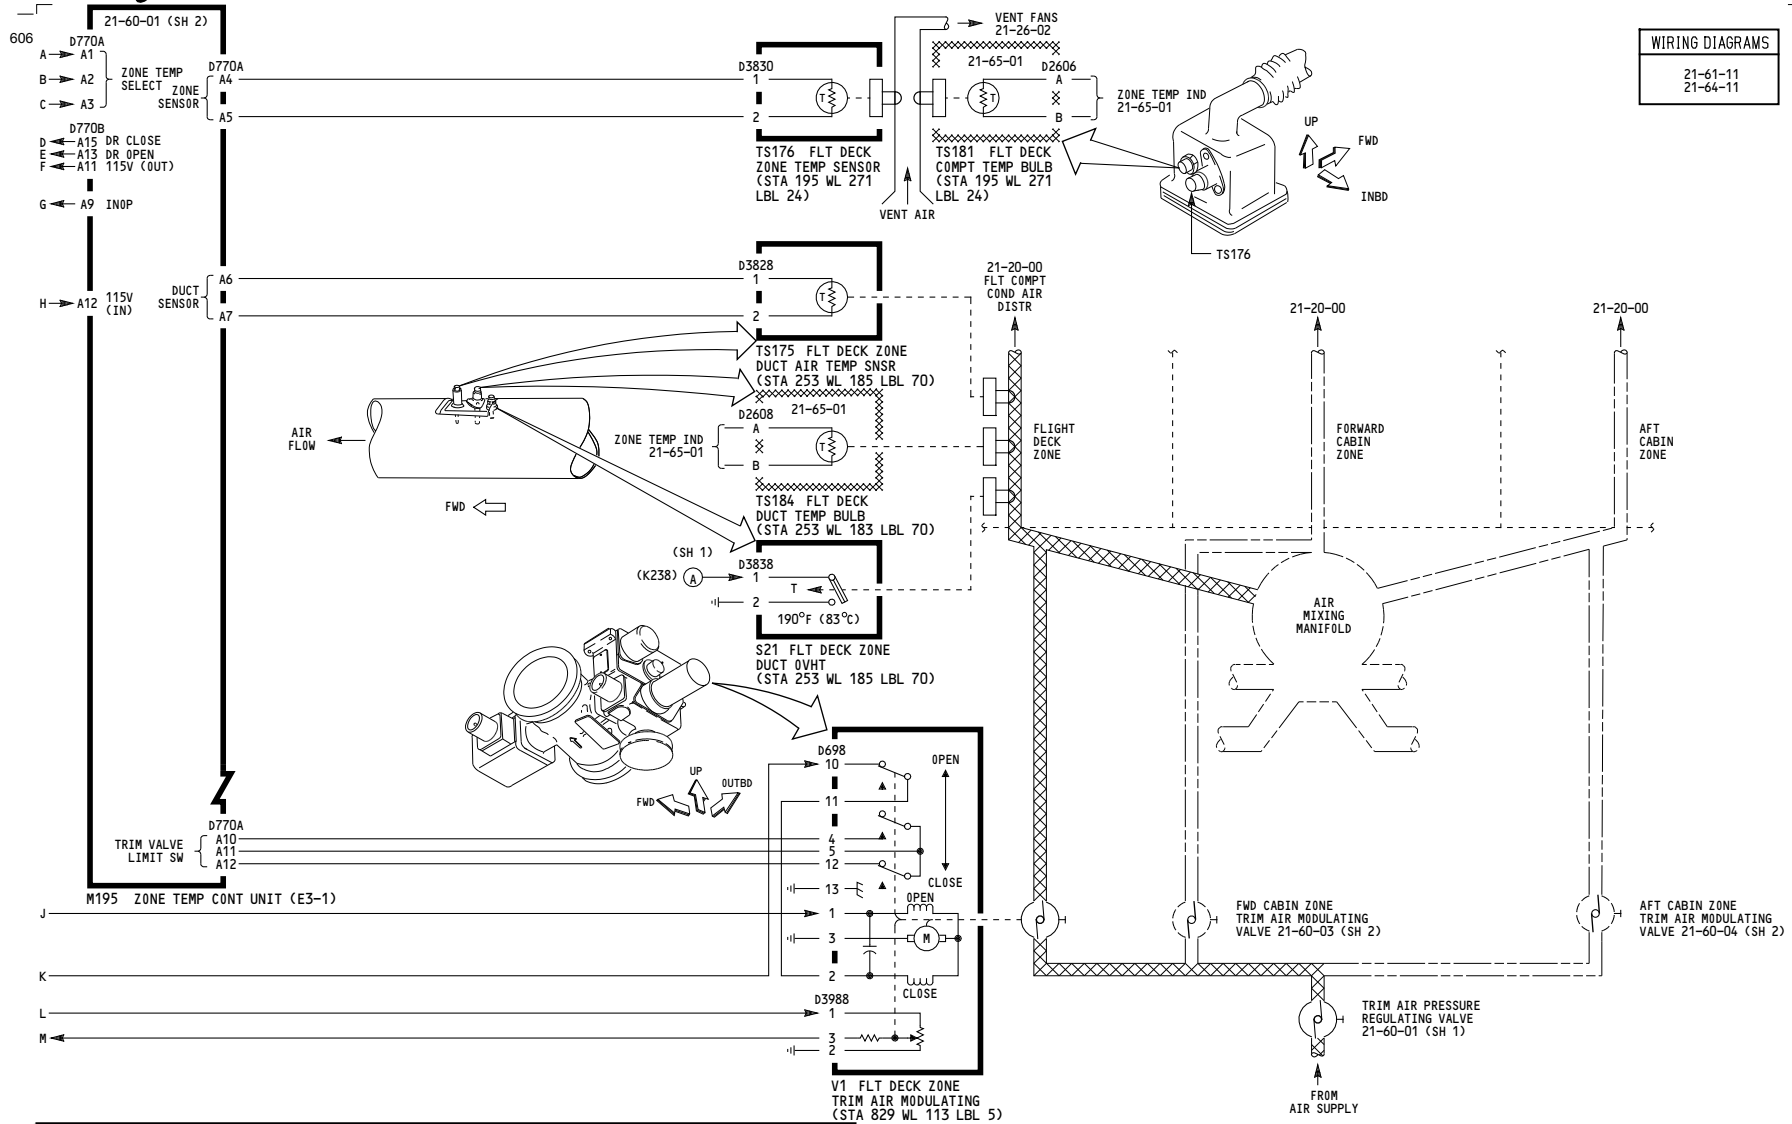 606
21-60-01 (SH 2)
D770A
A A1
B A2
C A3
ZONE TEMP
SELECT
D770A
ZONE
SENSOR
A4
A5
D770B
D A15 DR CLOSE
E A13 DR OPEN
F A11 115V (OUT)
G A9 INOP
H A12 115V
(IN)
DUCT
SENSOR
A6
A7
D770A
TRIM VALVE
LIMIT SW
A10
A11
A12
M195 ZONE TEMP CONT UNIT (E3-1)
J
K
L
M
D3830
1
2
T
TS176 FLT DECK
ZONE TEMP SENSOR
(STA 195 WL 271
LBL 24)
VENT FANS
21-26-02
VENT AIR
21-65-01
D2606
A
B
T
ZONE TEMP IND
21-65-01
TS181 FLT DECK
COMPT TEMP BULB
(STA 195 WL 271
LBL 24)
UP
FWD
INBD
TS176
WIRING DIAGRAMS
21-61-11
21-64-11
D3828
1
2
T
TS175 FLT DECK ZONE
DUCT AIR TEMP SNSR
(STA 253 WL 185 LBL 70)
AIR
FLOW
FWD
21-65-01
D2608
A
B
T
ZONE TEMP IND
21-65-01
TS184 FLT DECK
DUCT TEMP BULB
(STA 253 WL 183 LBL 70)
(SH 1)
(K238) A
D3838
1
2
T
190°F (83°C)
S21 FLT DECK ZONE
DUCT OVHT
(STA 253 WL 185 LBL 70)
FWD
UP
OUTBD
D698
10
11
4
5
12
13
1
3
2
OPEN
CLOSE
OPEN
M
CLOSE
D3988
1
3
2
V1 FLT DECK ZONE
TRIM AIR MODULATING
(STA 829 WL 113 LBL 5)
21-20-00
FLT COMPT
COND AIR
DISTR
21-20-00
21-20-00
FLIGHT
DECK
ZONE
FORWARD
CABIN
ZONE
AFT
CABIN
ZONE
AIR
MIXING
MANIFOLD
FWD CABIN ZONE
TRIM AIR MODULATING
VALVE 21-60-03 (SH 2)
AFT CABIN ZONE
TRIM AIR MODULATING
VALVE 21-60-04 (SH 2)
TRIM AIR PRESSURE
REGULATING VALVE
21-60-01 (SH 1)
FROM
AIR SUPPLY